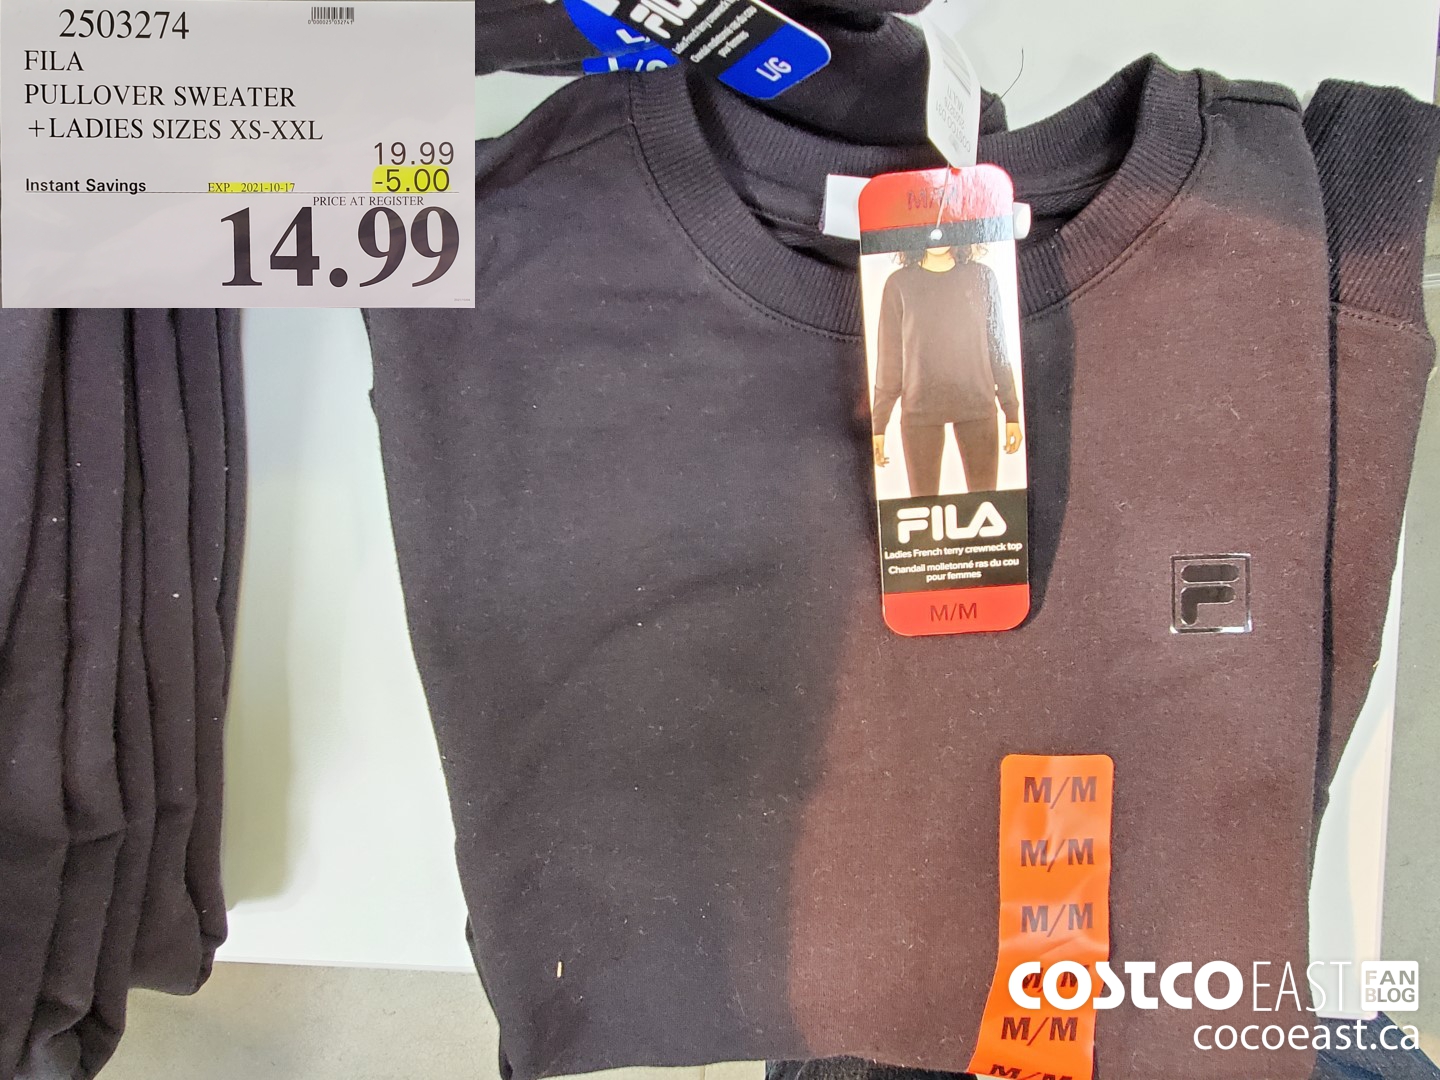 2503274
FILA
PULLOVER SWEATER
+LADIES SIZES XS-XXL
19.99
Instant Savings EXP. 2021-10-17 -5.00
PRICE AT REGISTER
14.99
L/G
M/M
FILA
Ladies French terry crewneck top
Chandail molletonné ras du cou
pour femmes
M/M
F
M/M
M/M
M/M
M/M
M/M
M/M
COSTCO EAST FAN BLOG
cocoeast.ca